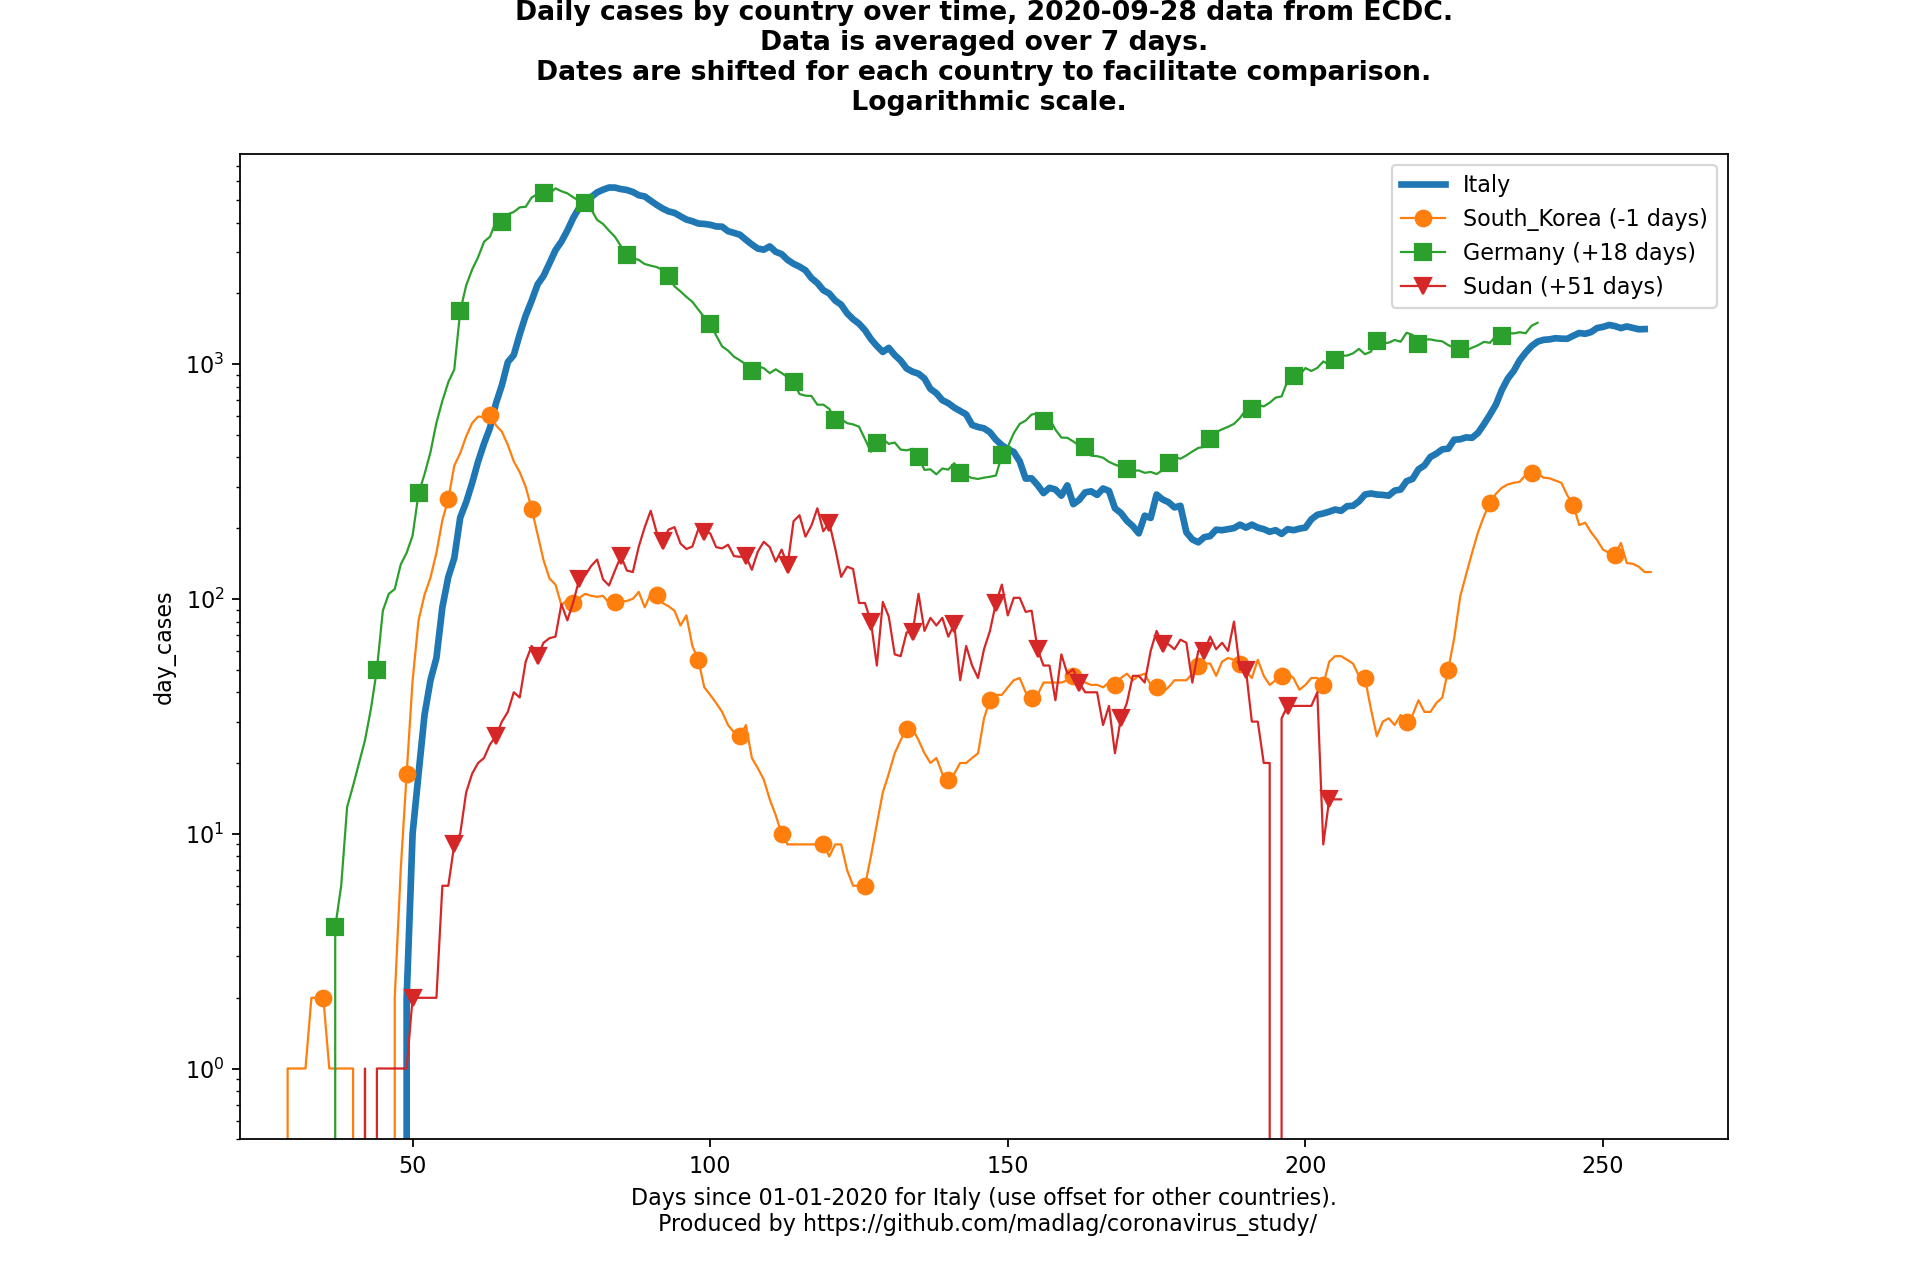 Daily cases by country over time, 2020-09-28 data from ECDC.
Data is averaged over 7 days.
Dates are shifted for each country to facilitate comparison.
Logarithmic scale.
Italy
South_Korea (-1 days)
Germany (+18 days)
Sudan (+51 days)
day_cases
10³
10²
10¹
10⁰
50
100
150
200
250
Days since 01-01-2020 for Italy (use offset for other countries).
Produced by https://github.com/madlag/coronavirus_study/